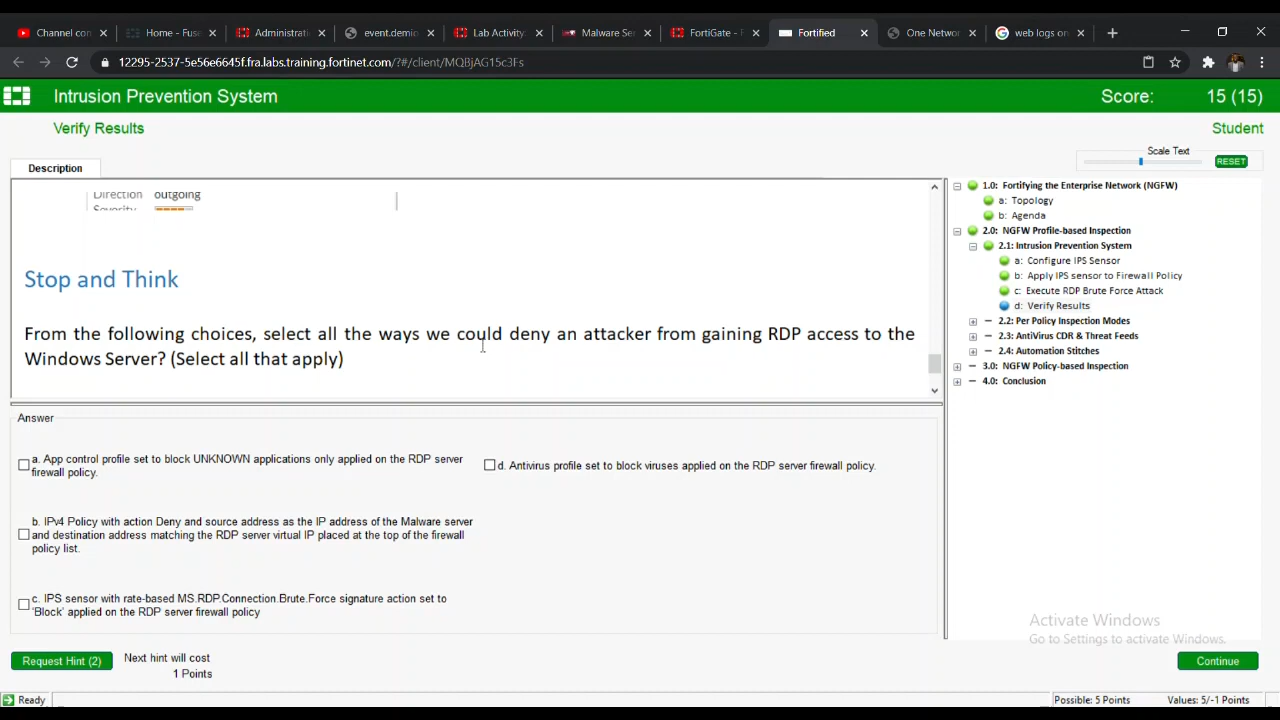 Channel con
Home - Fuse
Administrati
event.demio
Lab Activity:
Malware Ser
FortiGate - F
Fortified
One Networ
web logs on
12295-2537-5e56e6645f.fra.labs.training.fortinet.com/?#/client/MQBjAG15c3Fs
Intrusion Prevention System
Score: 15 (15)
Verify Results
Student
Scale Text
RESET
Description
Direction outgoing
Severity
Stop and Think
From the following choices, select all the ways we could deny an attacker from gaining RDP access to the
Windows Server? (Select all that apply)
1.0: Fortifying the Enterprise Network (NGFW)
a: Topology
b: Agenda
2.0: NGFW Profile-based Inspection
2.1: Intrusion Prevention System
a: Configure IPS Sensor
b: Apply IPS sensor to Firewall Policy
c: Execute RDP Brute Force Attack
d: Verify Results
2.2: Per Policy Inspection Modes
2.3: AntiVirus CDR & Threat Feeds
2.4: Automation Stitches
3.0: NGFW Policy-based Inspection
4.0: Conclusion
Answer
a. App control profile set to block UNKNOWN applications only applied on the RDP server
firewall policy.
b. IPv4 Policy with action Deny and source address as the IP address of the Malware server
and destination address matching the RDP server virtual IP placed at the top of the firewall
policy list.
c. IPS sensor with rate-based MS.RDP.Connection.Brute.Force signature action set to
'Block' applied on the RDP server firewall policy
d. Antivirus profile set to block viruses applied on the RDP server firewall policy.
Activate Windows
Go to Settings to activate Windows.
Request Hint (2)
Next hint will cost
1 Points
Continue
Ready
Possible: 5 Points
Values: 5/-1 Points